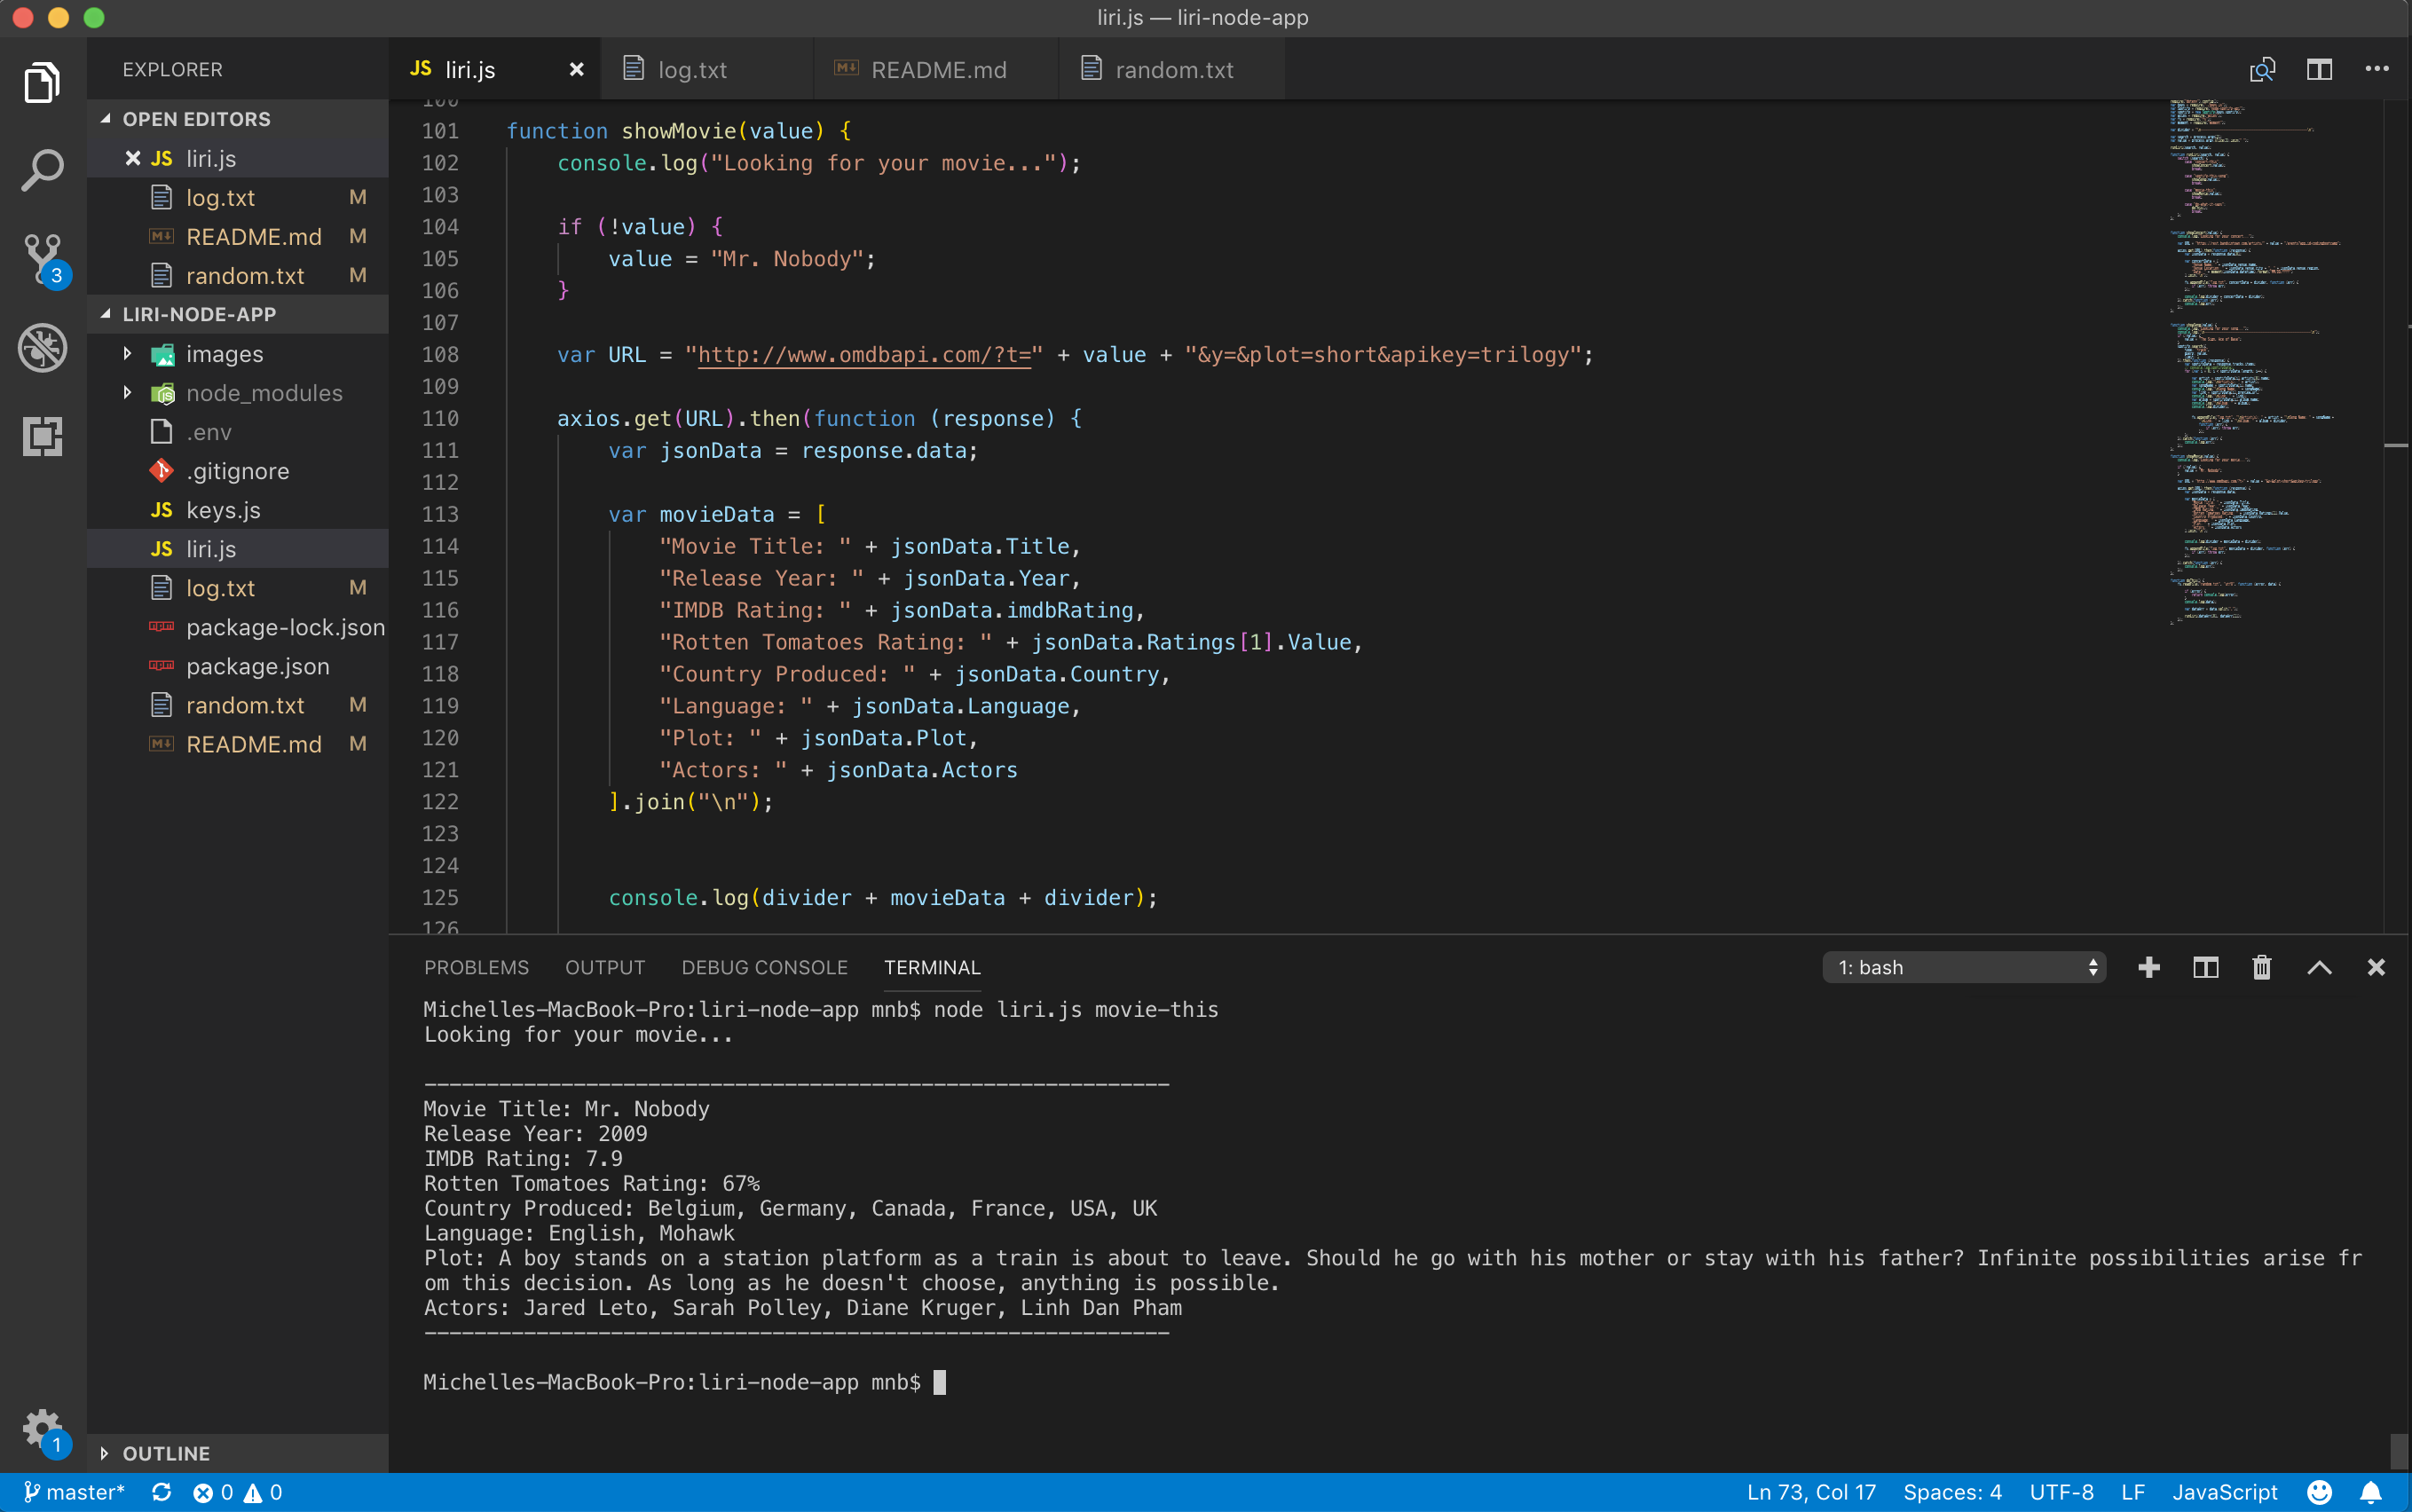 liri.js — liri-node-app
EXPLORER
OPEN EDITORS
JS liri.js
log.txt M
README.md M
random.txt M
3
LIRI-NODE-APP
images
node_modules
.env
.gitignore
JS keys.js
JS liri.js
log.txt M
package-lock.json
package.json
random.txt M
README.md M
OUTLINE
1
JS liri.js
log.txt
README.md
random.txt
100
101 function showMovie(value) {
102 console.log("Looking for your movie...");
103
104 if (!value) {
105 value = "Mr. Nobody";
106 }
107
108 var URL = "http://www.omdbapi.com/?t=" + value + "&y=&plot=short&apikey=trilogy";
109
110 axios.get(URL).then(function (response) {
111 var jsonData = response.data;
112
113 var movieData = [
114 "Movie Title: " + jsonData.Title,
115 "Release Year: " + jsonData.Year,
116 "IMDB Rating: " + jsonData.imdbRating,
117 "Rotten Tomatoes Rating: " + jsonData.Ratings[1].Value,
118 "Country Produced: " + jsonData.Country,
119 "Language: " + jsonData.Language,
120 "Plot: " + jsonData.Plot,
121 "Actors: " + jsonData.Actors
122 ].join("\n");
123
124
125 console.log(divider + movieData + divider);
126
PROBLEMS OUTPUT DEBUG CONSOLE TERMINAL 1: bash
Michelles-MacBook-Pro:liri-node-app mnb$ node liri.js movie-this
Looking for your movie...
------------------------------------------------------------
Movie Title: Mr. Nobody
Release Year: 2009
IMDB Rating: 7.9
Rotten Tomatoes Rating: 67%
Country Produced: Belgium, Germany, Canada, France, USA, UK
Language: English, Mohawk
Plot: A boy stands on a station platform as a train is about to leave. Should he go with his mother or stay with his father? Infinite possibilities arise fr
om this decision. As long as he doesn't choose, anything is possible.
Actors: Jared Leto, Sarah Polley, Diane Kruger, Linh Dan Pham
------------------------------------------------------------
Michelles-MacBook-Pro:liri-node-app mnb$
master* 0 0 Ln 73, Col 17 Spaces: 4 UTF-8 LF JavaScript